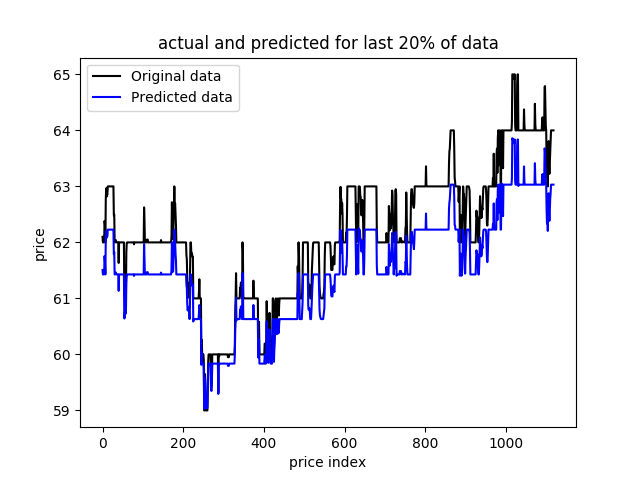 actual and predicted for last 20% of data
Original data
Predicted data
65
64
63
62
61
60
59
price
0 200 400 600 800 1000
price index